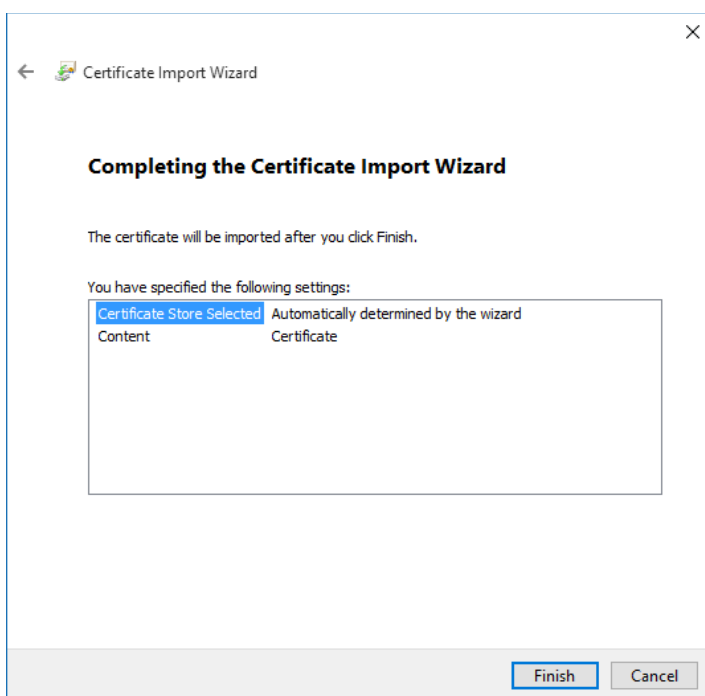 Certificate Import Wizard
Completing the Certificate Import Wizard
The certificate will be imported after you click Finish.
You have specified the following settings:
Certificate Store Selected Automatically determined by the wizard
Content Certificate
Finish Cancel